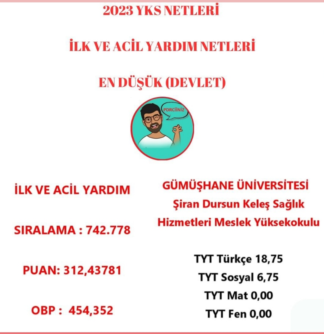 2023 YKS NETLERİ
İLK VE ACİL YARDIM NETLERİ
EN DÜŞÜK (DEVLET)
İLK VE ACİL YARDIM
SIRALAMA : 742.778
PUAN: 312,43781
OBP : 454,352
GÜMÜŞHANE ÜNİVERSİTESİ
Şiran Dursun Keleş Sağlık
Hizmetleri Meslek Yüksekokulu
TYT Türkçe 18,75
TYT Sosyal 6,75
TYT Mat 0,00
TYT Fen 0,00